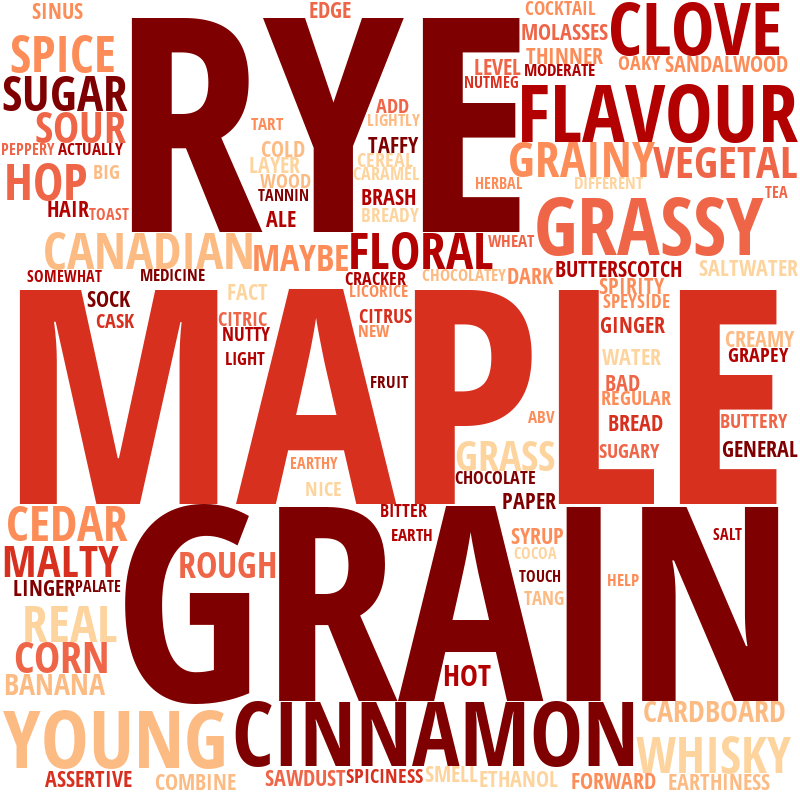 SINUS
EDGE
COCKTAIL
CLOVE
RYE
SPICE
MOLASSES
THINNER
LEVEL
MODERATE
OAKY
SANDALWOOD
SUGAR
NUTMEG
FLAVOUR
ADD
LIGHTLY
SOUR
TART
PEPPERY
ACTUALLY
COLD
TAFFY
GRAINY
VEGETAL
LAYER
CEREAL
CARAMEL
HOP
BIG
WOOD
HERBAL
DIFFERENT
TEA
TANNIN
BRASH
HAIR
TOAST
ALE
BREADY
GRASSY
CANADIAN
MAYBE
FLORAL
WHEAT
SOMEWHAT
MEDICINE
CRACKER
CHOCOLATEY
DARK
BUTTERSCOTCH
SALTWATER
SOCK
FACT
LICORICE
SPIRITY
SPEYSIDE
MAPLE
CASK
CITRIC
CITRUS
GINGER
NUTTY
NEW
CREAMY
LIGHT
WATER
GRAPEY
FRUIT
BAD
REGULAR
ABV
BREAD
BUTTERY
EARTHY
GRASS
SUGARY
GENERAL
CHOCOLATE
NICE
PAPER
BITTER
CEDAR
GRAIN
EARTH
SYRUP
SALT
MALTY
ROUGH
COCOA
LINGER
PALATE
TOUCH
HELP
TANG
REAL
CORN
HOT
BANANA
YOUNG
CINNAMON
CARDBOARD
WHISKY
ASSERTIVE
COMBINE
SAWDUST
SPICINESS
SMELL
ETHANOL
FORWARD
EARTHINESS